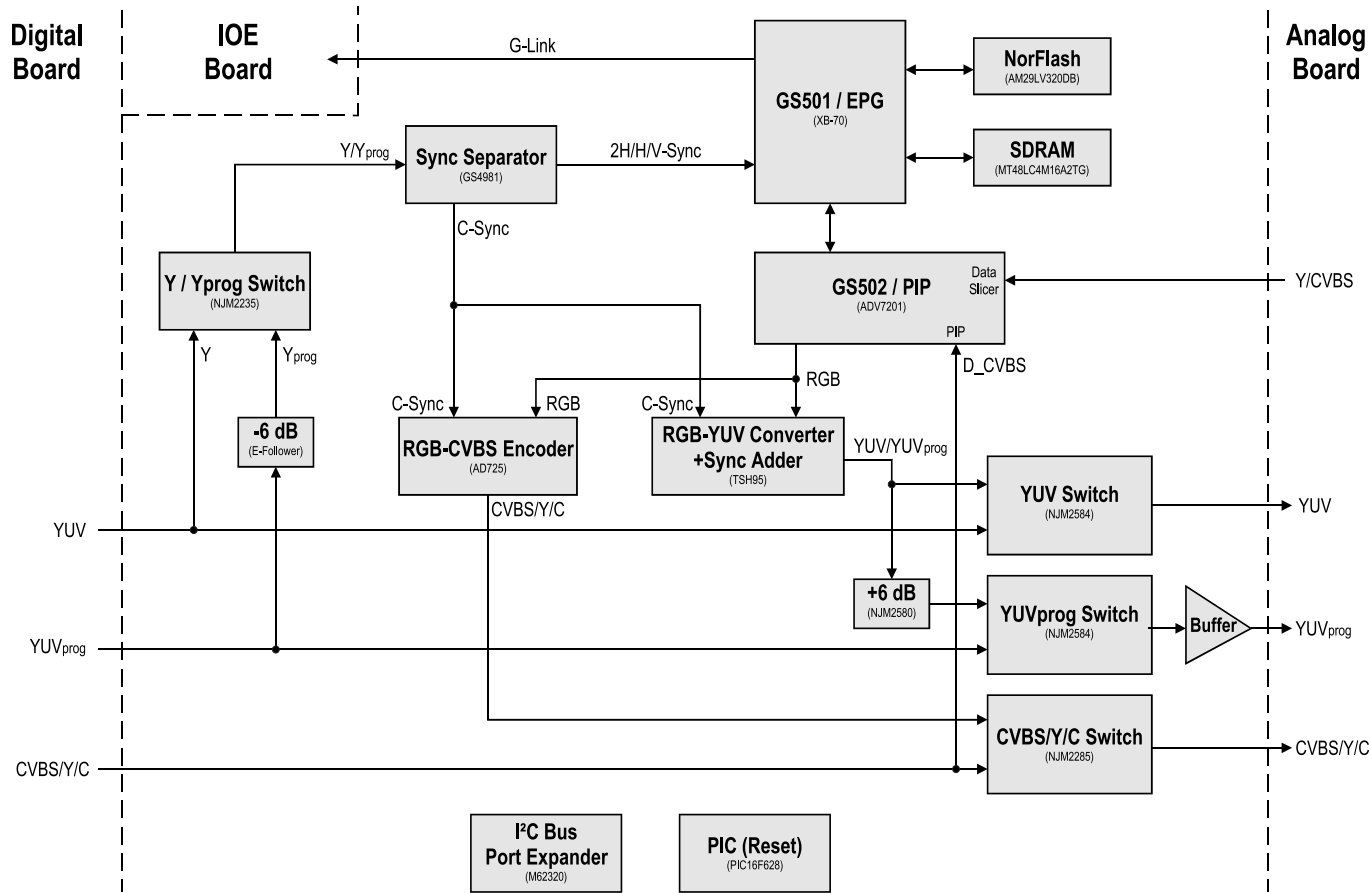 Digital
Board
IOE
Board
Analog
Board
G-Link
GS501 / EPG
(XB-70)
NorFlash
(AM29LV320DB)
SDRAM
(MT48LC4M16A2TG)
Y/Yprog
Sync Separator
(GS4981)
2H/H/V-Sync
C-Sync
Y / Yprog Switch
(NJM2235)
GS502 / PIP
(ADV7201)
Data
Slicer
PIP
Y/CVBS
Y
Yprog
D_CVBS
RGB
C-Sync
RGB
C-Sync
-6 dB
(E-Follower)
RGB-CVBS Encoder
(AD725)
RGB-YUV Converter
+Sync Adder
(TSH95)
YUV/YUVprog
CVBS/Y/C
YUV
YUV Switch
(NJM2584)
YUV
+6 dB
(NJM2580)
YUVprog
YUVprog Switch
(NJM2584)
Buffer
YUVprog
CVBS/Y/C
CVBS/Y/C Switch
(NJM2285)
CVBS/Y/C
I²C Bus
Port Expander
(M62320)
PIC (Reset)
(PIC16F628)